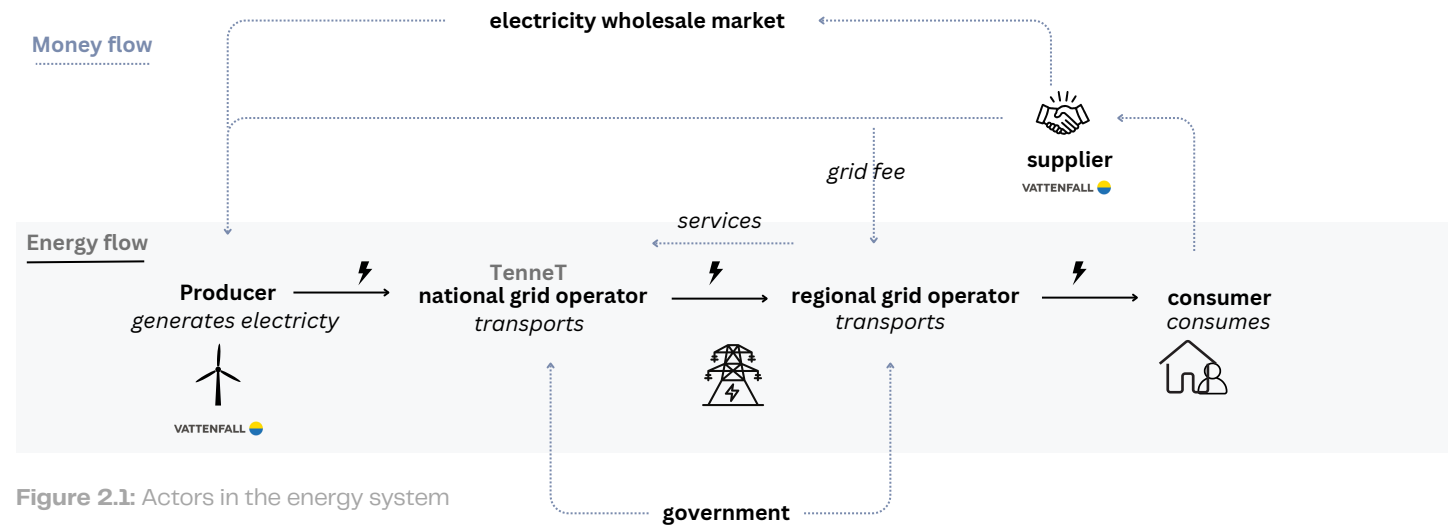 electricity wholesale market
Money flow
supplier
VATTENFALL
grid fee
services
Energy flow
TenneT
Producer
national grid operator
regional grid operator
consumer
generates electricty
transports
transports
consumes
VATTENFALL
Figure 2.1: Actors in the energy system
government